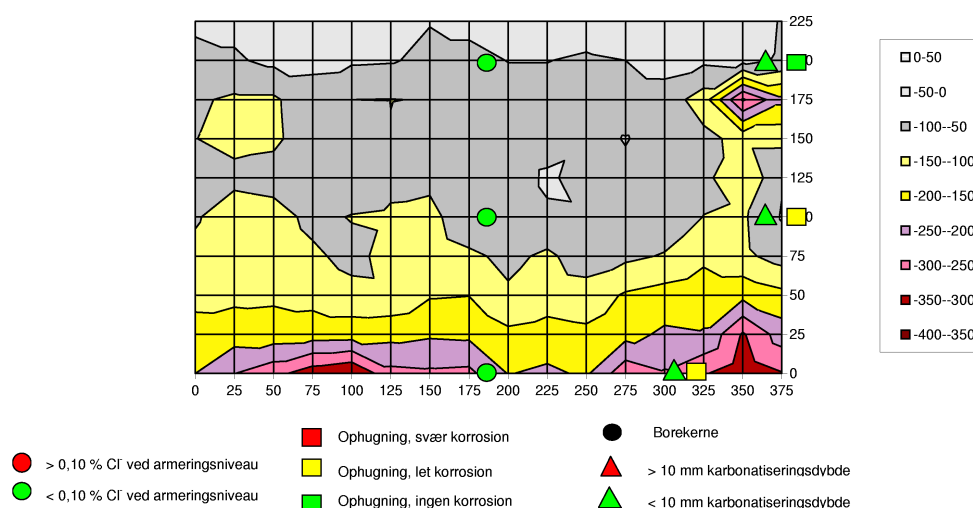 225
0
175
150
125
0
75
50
25
0
0 25 50 75 100 125 150 175 200 225 250 275 300 325 350 375
0-50
-50-0
-100--50
-150--100
-200--150
-250--200
-300--250
-350--300
-400--350
> 0,10 % Cl⁻ ved armeringsniveau
< 0,10 % Cl⁻ ved armeringsniveau
Ophugning, svær korrosion
Ophugning, let korrosion
Ophugning, ingen korrosion
Borekerne
> 10 mm karbonatiseringsdybde
< 10 mm karbonatiseringsdybde